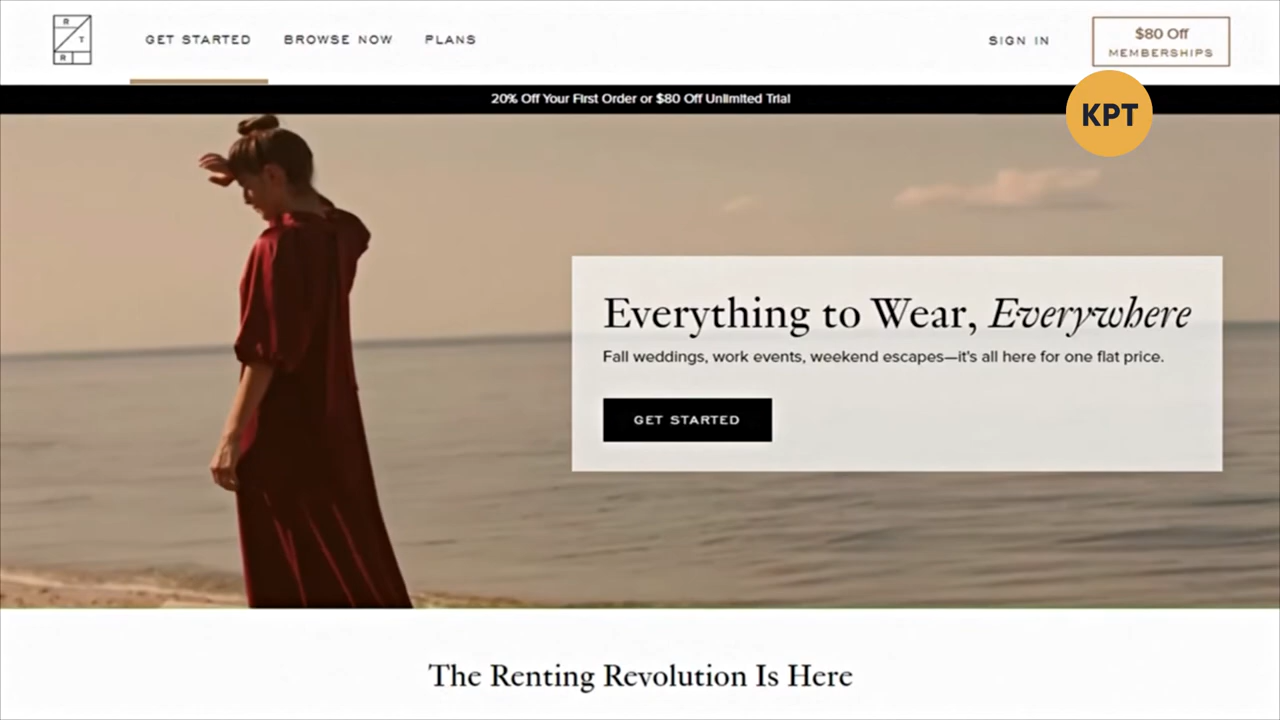 R
T
R
GET STARTED
BROWSE NOW
PLANS
SIGN IN
$80 Off
MEMBERSHIPS
20% Off Your First Order or $80 Off Unlimited Trial
KPT
Everything to Wear, Everywhere
Fall weddings, work events, weekend escapes—it's all here for one flat price.
GET STARTED
The Renting Revolution Is Here